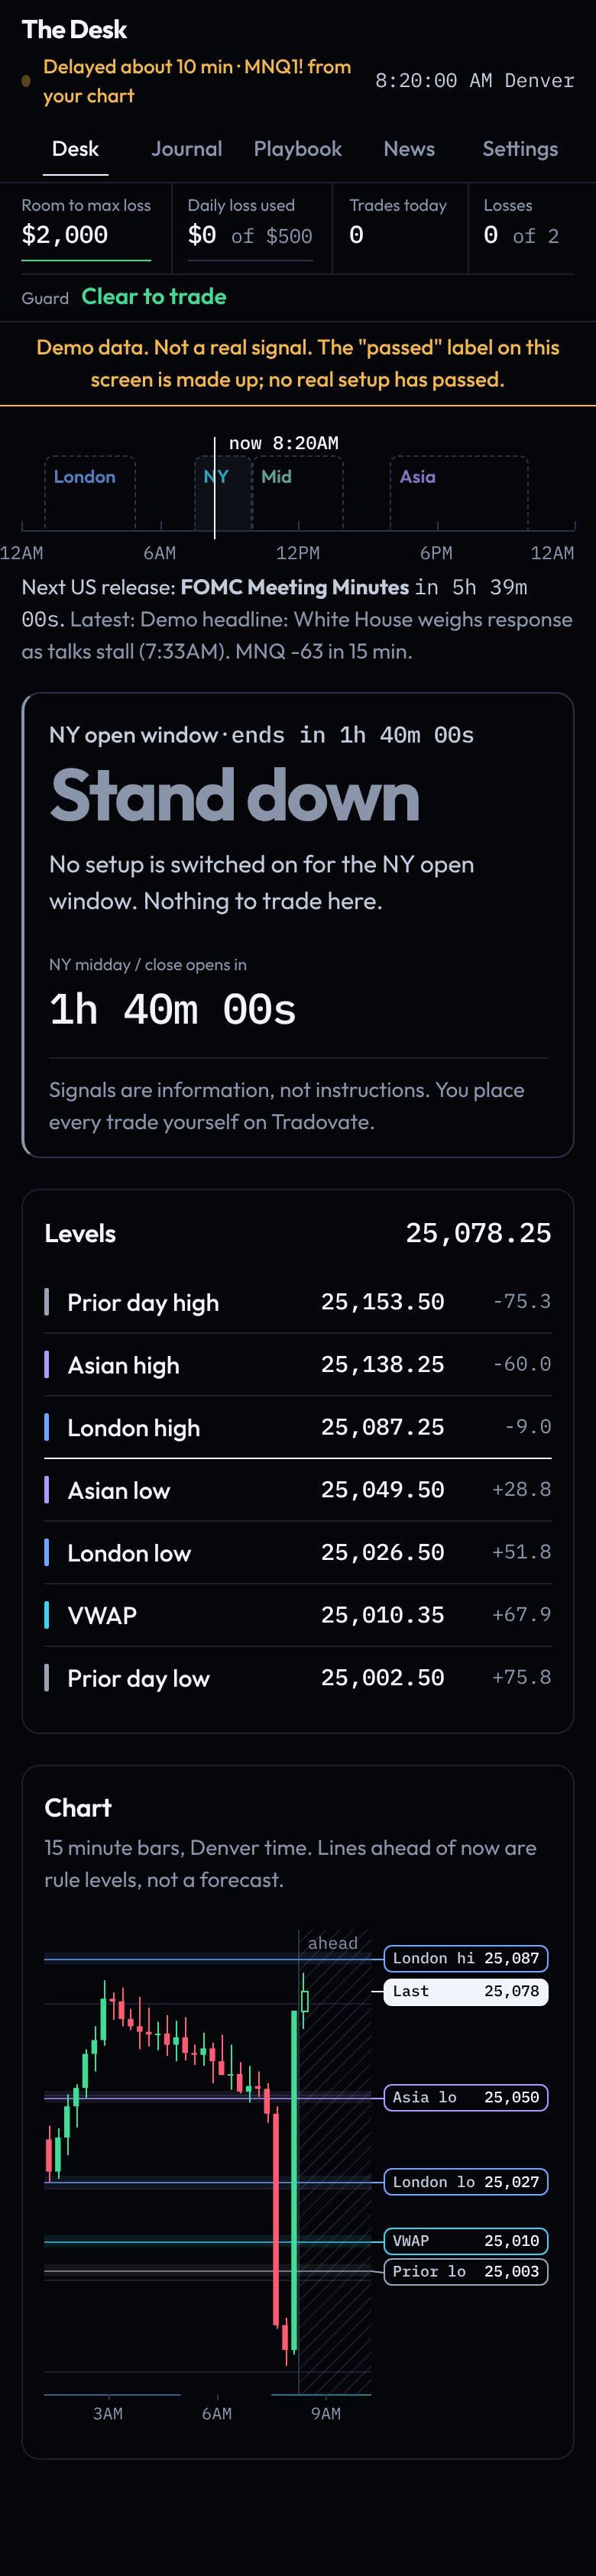 The Desk
Delayed about 10 min · MNQ1! from
your chart
8:20:00 AM Denver
Desk Journal Playbook News Settings
Room to max loss Daily loss used Trades today Losses
$2,000 $0 of $500 0 0 of 2
Guard Clear to trade
Demo data. Not a real signal. The "passed" label on this
screen is made up; no real setup has passed.
now 8:20AM
London NY Mid Asia
12AM 6AM 12PM 6PM 12AM
Next US release: FOMC Meeting Minutes in 5h 39m
00s. Latest: Demo headline: White House weighs response
as talks stall (7:33AM). MNQ -63 in 15 min.
NY open window · ends in 1h 40m 00s
Stand down
No setup is switched on for the NY open
window. Nothing to trade here.
NY midday / close opens in
1h 40m 00s
Signals are information, not instructions. You place
every trade yourself on Tradovate.
Levels 25,078.25
Prior day high 25,153.50 -75.3
Asian high 25,138.25 -60.0
London high 25,087.25 -9.0
Asian low 25,049.50 +28.8
London low 25,026.50 +51.8
VWAP 25,010.35 +67.9
Prior day low 25,002.50 +75.8
Chart
15 minute bars, Denver time. Lines ahead of now are
rule levels, not a forecast.
ahead
London hi 25,087
Last 25,078
Asia lo 25,050
London lo 25,027
VWAP 25,010
Prior lo 25,003
3AM 6AM 9AM